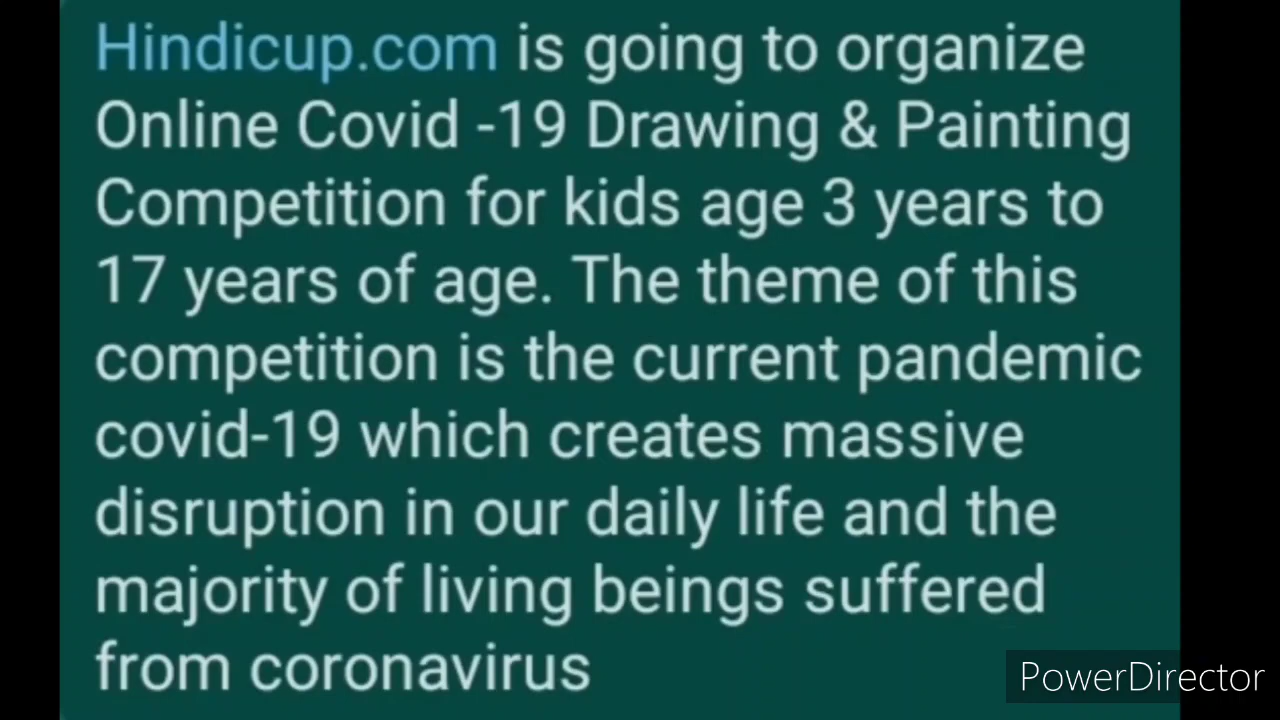 Hindicup.com is going to organize
Online Covid -19 Drawing & Painting
Competition for kids age 3 years to
17 years of age. The theme of this
competition is the current pandemic
covid-19 which creates massive
disruption in our daily life and the
majority of living beings suffered
from coronavirus
PowerDirector